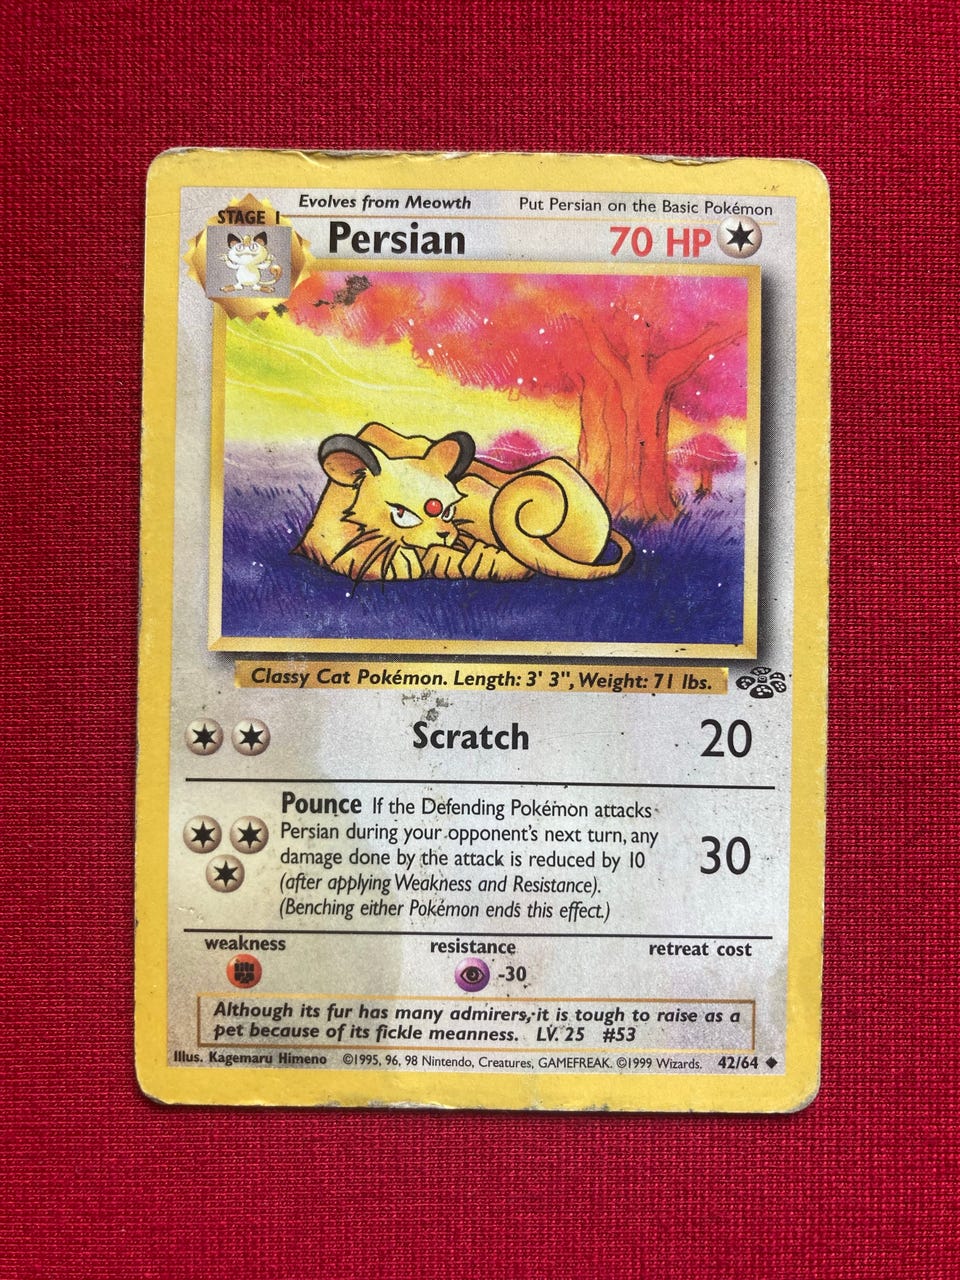 Evolves from Meowth Put Persian on the Basic Pokémon
STAGE 1
Persian 70 HP
Classy Cat Pokémon. Length: 3' 3", Weight: 71 lbs.
Scratch 20
Pounce If the Defending Pokémon attacks
Persian during your opponent's next turn, any
damage done by the attack is reduced by 10
(after applying Weakness and Resistance).
(Benching either Pokémon ends this effect.)
30
weakness resistance retreat cost
-30
Although its fur has many admirers, it is tough to raise as a
pet because of its fickle meanness. LV. 25 #53
Illus. Kagemaru Himeno ©1995, 96, 98 Nintendo, Creatures, GAMEFREAK. ©1999 Wizards. 42/64